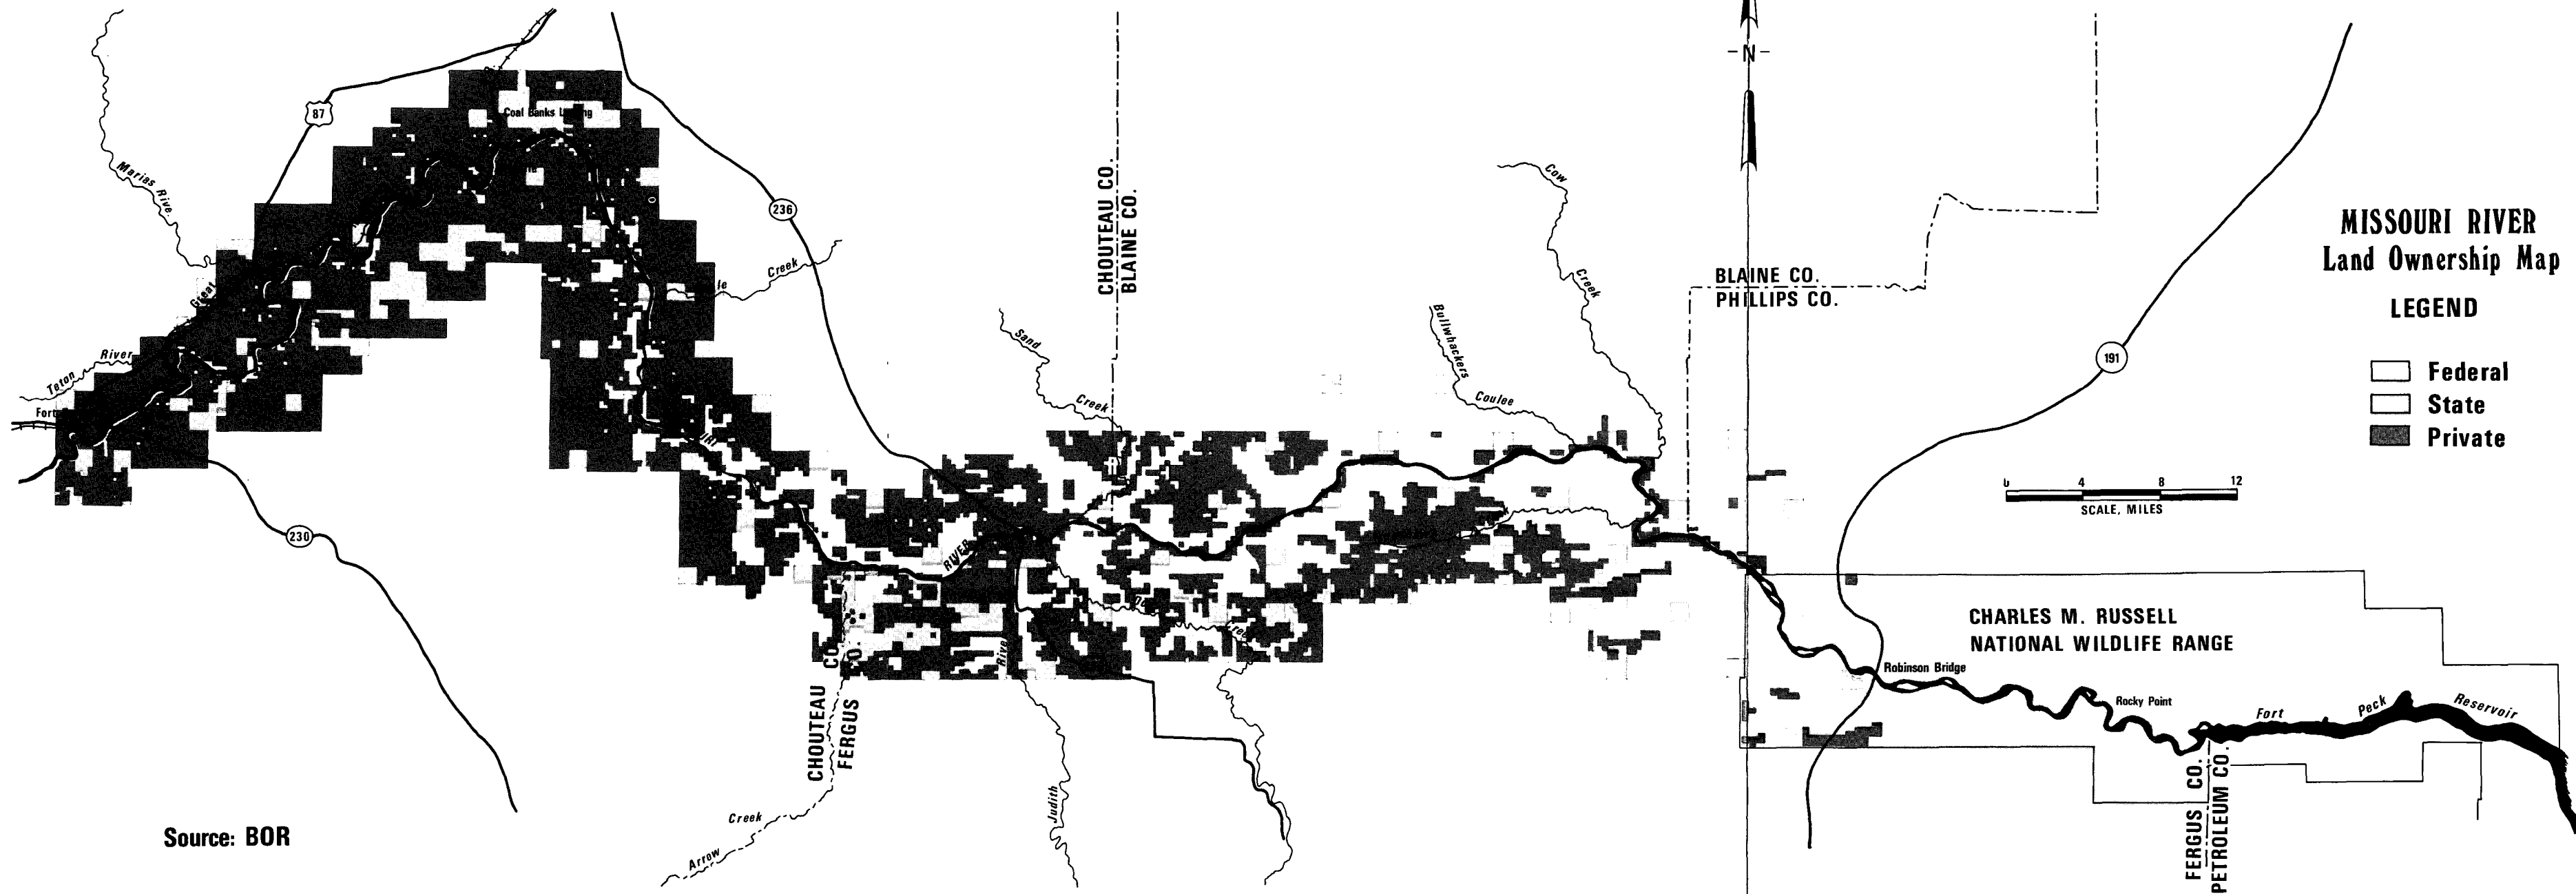 MISSOURI RIVER
Land Ownership Map
LEGEND
Federal
State
Private
0 4 8 12
SCALE, MILES
-N-
87
Coal Banks
Marias Rive
236
Great
Creek
River
Teton
Fort
230
CHOUTEAU CO.
BLAINE CO.
Sand
Creek
Bullwhackers
Coulee
Cow
Creek
BLAINE CO.
PHILLIPS CO.
191
RIVER
CO.
CHOUTEAU
FERGUS
River
Judith
Creek
Arrow
CHARLES M. RUSSELL
NATIONAL WILDLIFE RANGE
Robinson Bridge
Rocky Point
Fort Peck Reservoir
FERGUS CO.
PETROLEUM CO.
Source: BOR